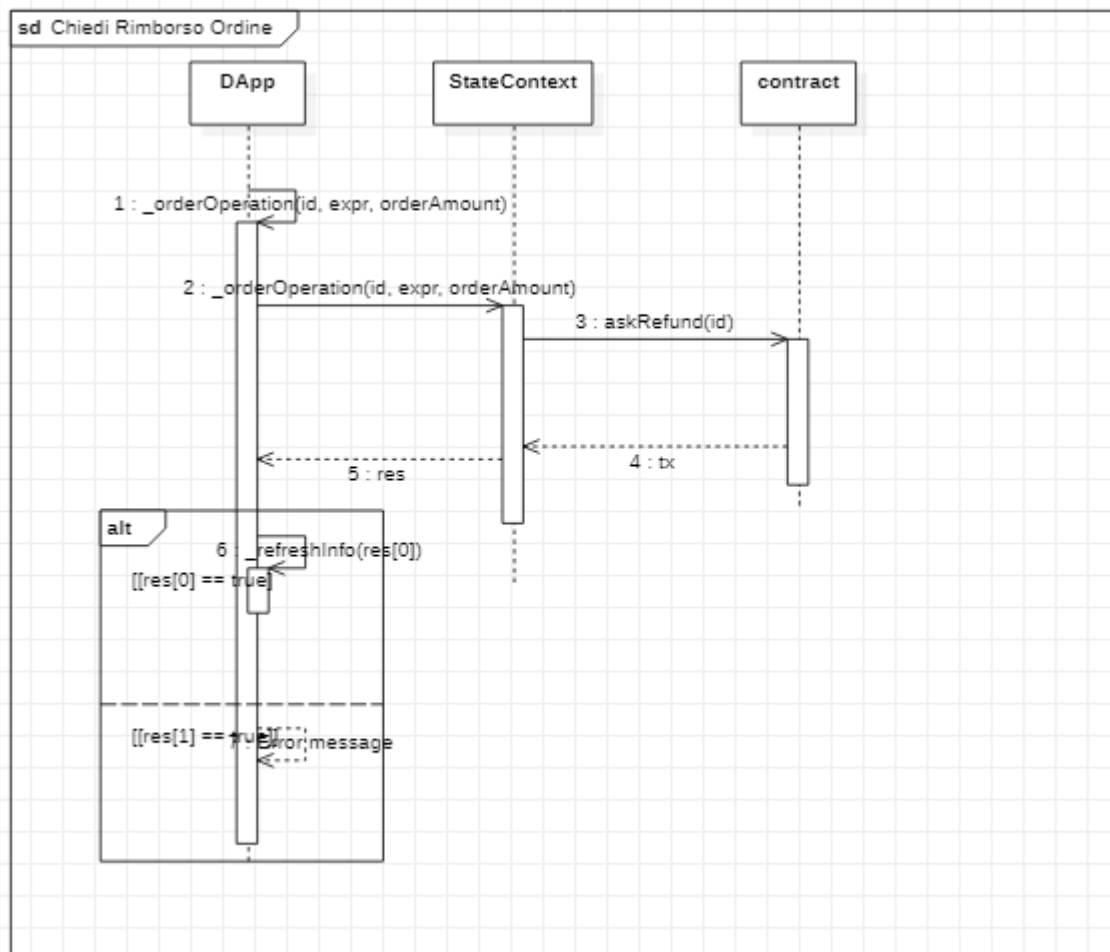 sd Chiedi Rimborso Ordine
DApp
StateContext
contract
1 : _orderOperation(id, expr, orderAmount)
2 : _orderOperation(id, expr, orderAmount)
3 : askRefund(id)
4 : tx
5 : res
alt
6 : _refreshInfo(res[0])
[[res[0] == true]
[[res[1] == true]]
Error message